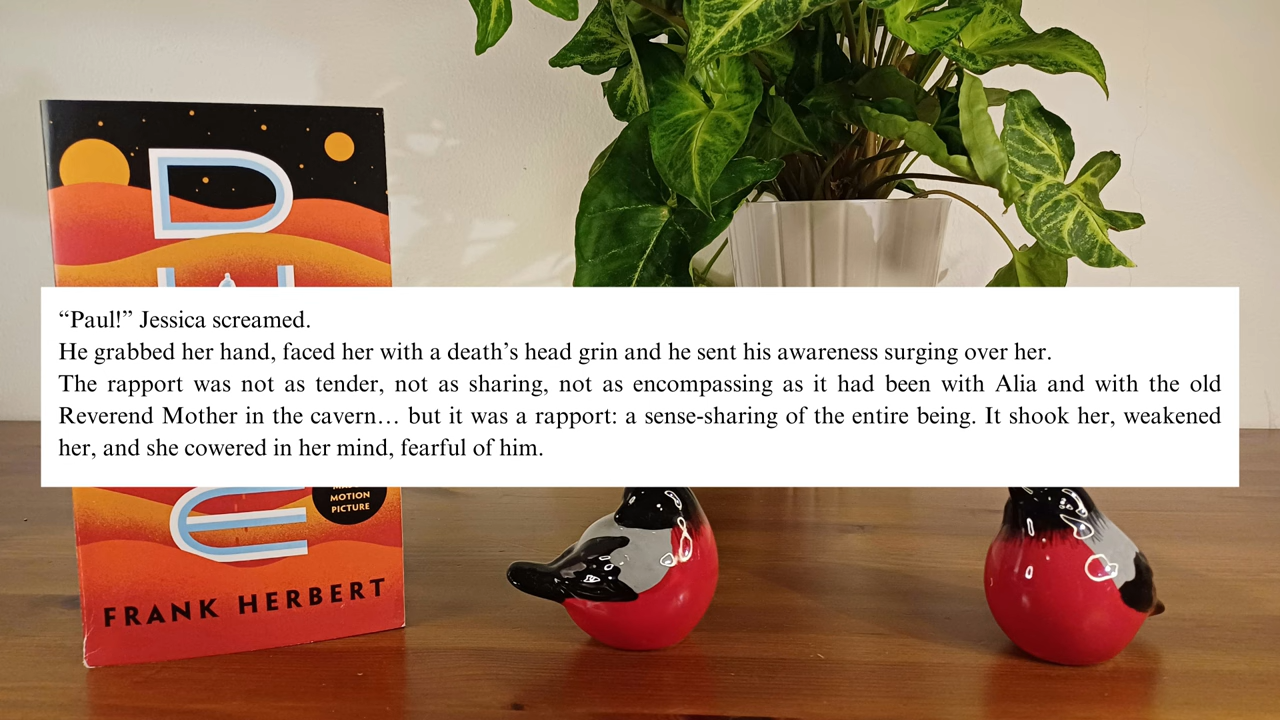 D
“Paul!” Jessica screamed.
He grabbed her hand, faced her with a death’s head grin and he sent his awareness surging over her.
The rapport was not as tender, not as sharing, not as encompassing as it had been with Alia and with the old
Reverend Mother in the cavern… but it was a rapport: a sense-sharing of the entire being. It shook her, weakened
her, and she cowered in her mind, fearful of him.
MOTION
PICTURE
E
FRANK HERBERT